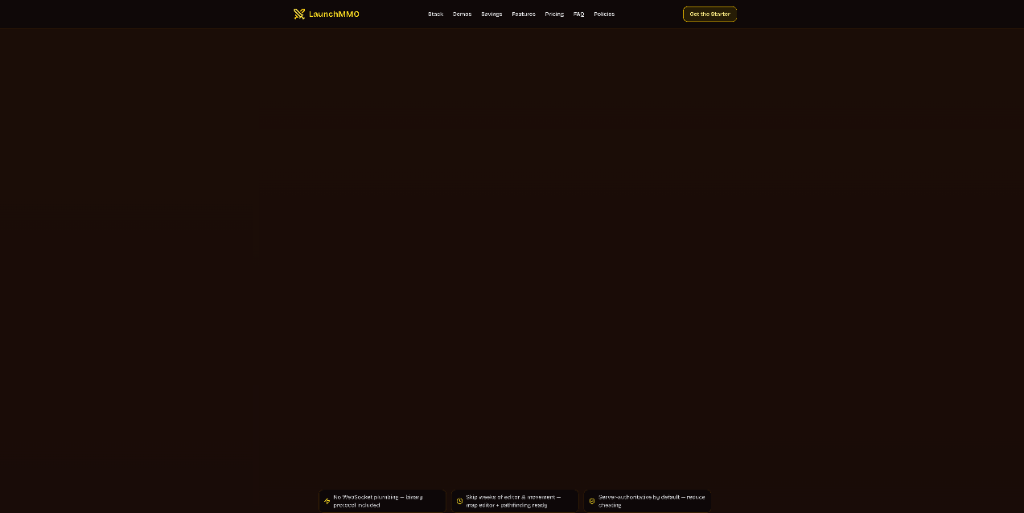 LaunchMMO
Stack Demos Savings Features Pricing FAQ Policies
Get the Starter
No WebSocket plumbing — binary
protocol included
Skip weeks of editor & movement —
map editor + pathfinding ready
Server-authoritative by default — reduce
cheating